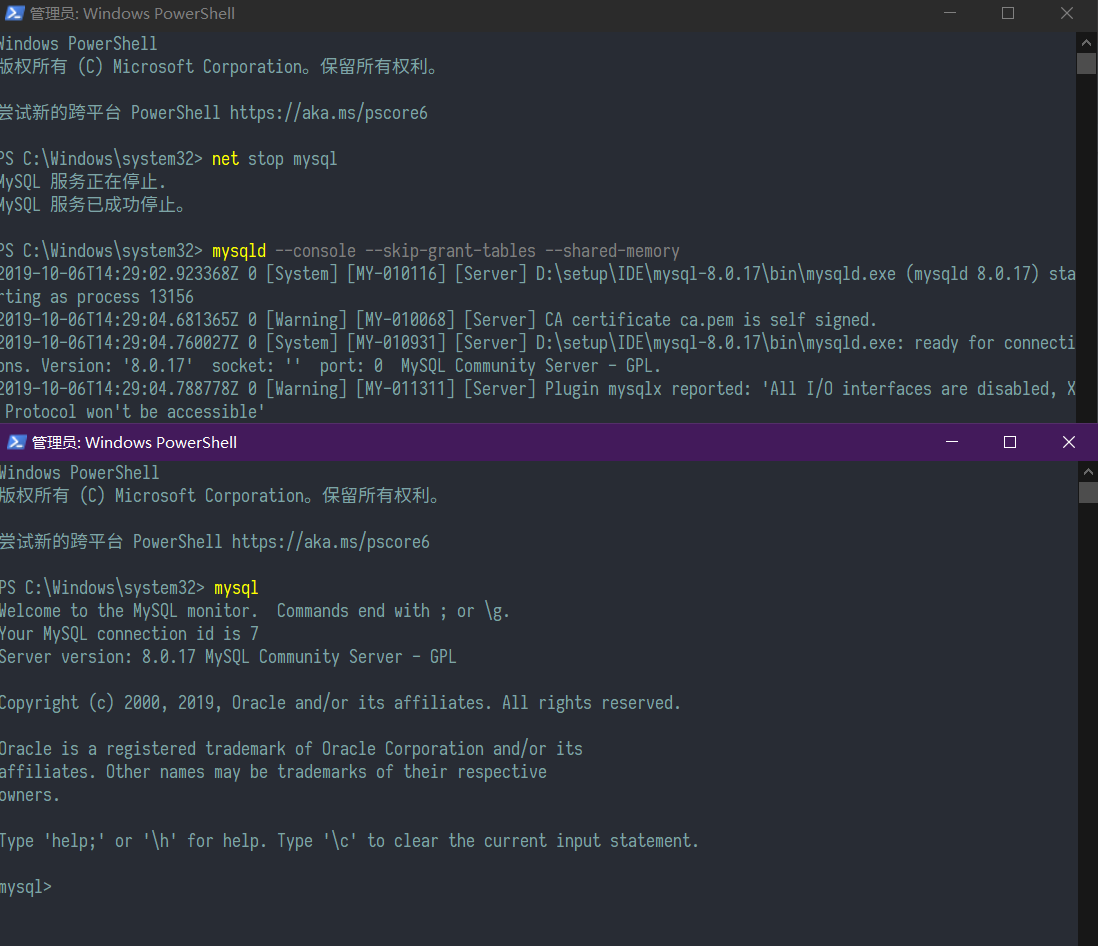 管理员: Windows PowerShell
Windows PowerShell
版权所有 (C) Microsoft Corporation。保留所有权利。
尝试新的跨平台 PowerShell https://aka.ms/pscore6
PS C:\Windows\system32> net stop mysql
MySQL 服务正在停止.
MySQL 服务已成功停止。
PS C:\Windows\system32> mysqld --console --skip-grant-tables --shared-memory
2019-10-06T14:29:02.923368Z 0 [System] [MY-010116] [Server] D:\setup\IDE\mysql-8.0.17\bin\mysqld.exe (mysqld 8.0.17) sta
rting as process 13156
2019-10-06T14:29:04.681365Z 0 [Warning] [MY-010068] [Server] CA certificate ca.pem is self signed.
2019-10-06T14:29:04.760027Z 0 [System] [MY-010931] [Server] D:\setup\IDE\mysql-8.0.17\bin\mysqld.exe: ready for connecti
ons. Version: '8.0.17'  socket: ''  port: 0  MySQL Community Server - GPL.
2019-10-06T14:29:04.788778Z 0 [Warning] [MY-011311] [Server] Plugin mysqlx reported: 'All I/O interfaces are disabled, X
Protocol won't be accessible'
管理员: Windows PowerShell
Windows PowerShell
版权所有 (C) Microsoft Corporation。保留所有权利。
尝试新的跨平台 PowerShell https://aka.ms/pscore6
PS C:\Windows\system32> mysql
Welcome to the MySQL monitor.  Commands end with ; or \g.
Your MySQL connection id is 7
Server version: 8.0.17 MySQL Community Server - GPL
Copyright (c) 2000, 2019, Oracle and/or its affiliates. All rights reserved.
Oracle is a registered trademark of Oracle Corporation and/or its
affiliates. Other names may be trademarks of their respective
owners.
Type 'help;' or '\h' for help. Type '\c' to clear the current input statement.
mysql>